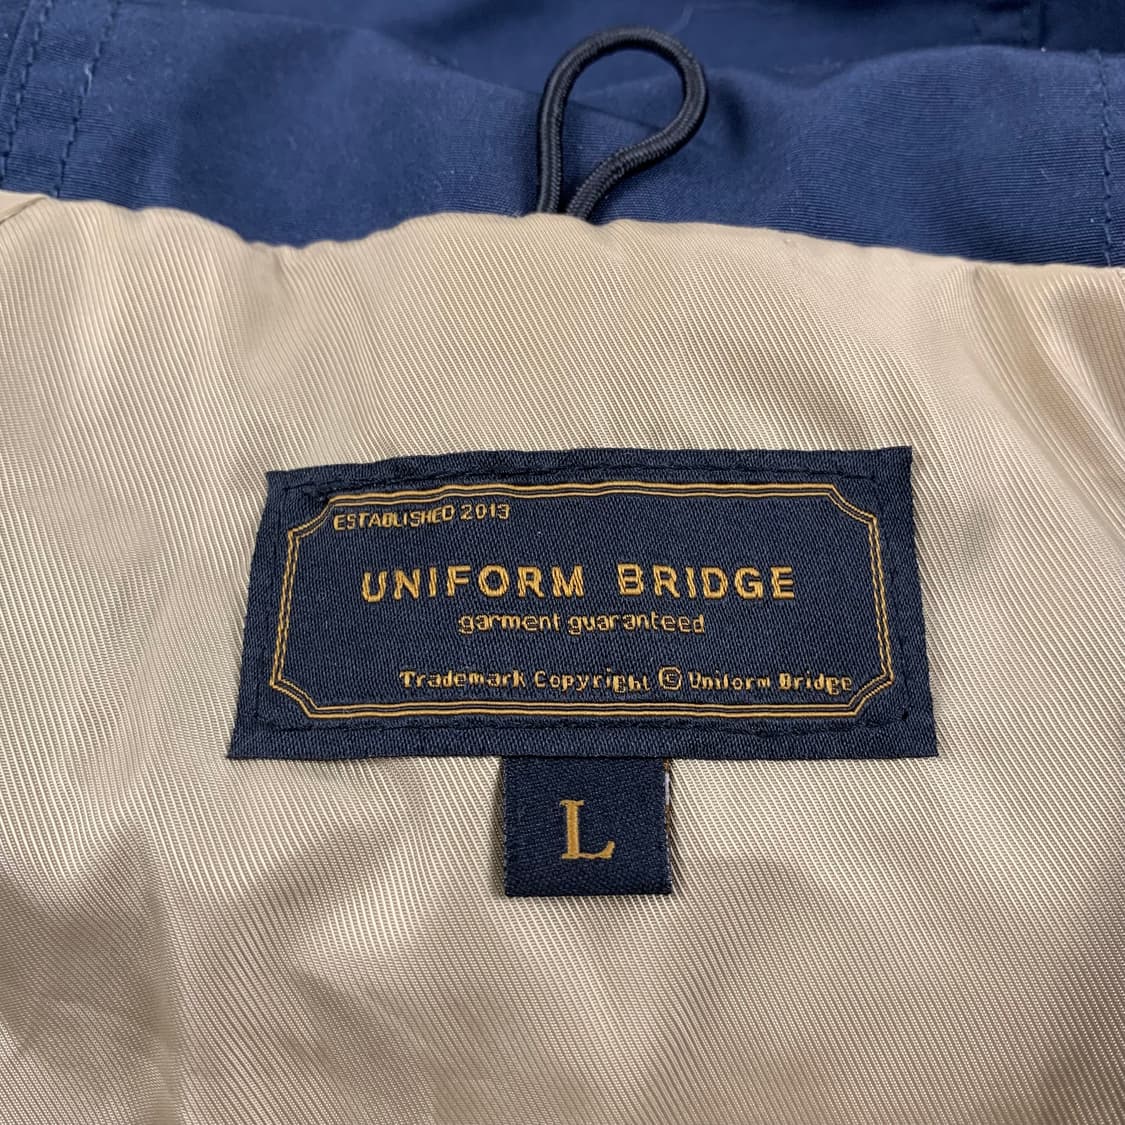 ESTABLISHED 2013
UNIFORM BRIDGE
garment guaranteed
Trademark Copyright © Uniform Bridge
L